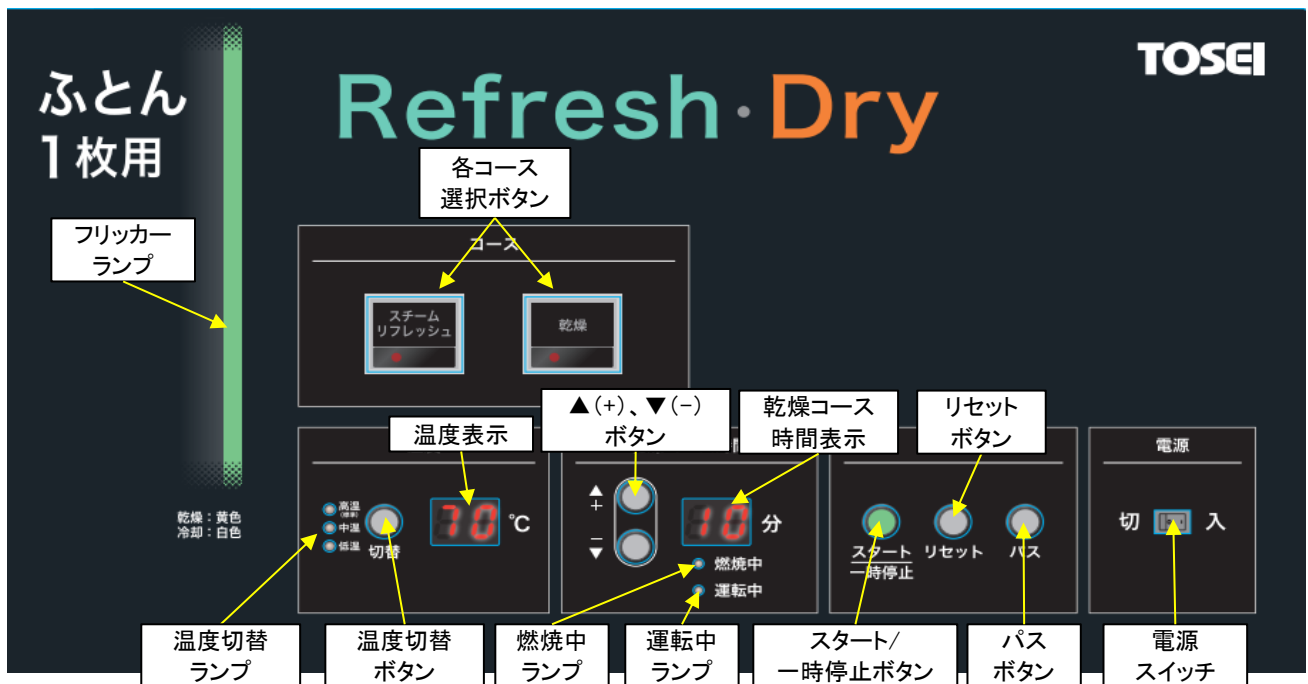 TOSEI
ふとん
1枚用
Refresh・Dry
各コース
選択ボタン
フリッカー
ランプ
コース
スチーム
リフレッシュ
乾燥
温度表示
▲(+)、▼(-)
ボタン
乾燥コース
時間表示
リセット
ボタン
電源
乾燥：黄色
冷却：白色
高温
(標準)
中温
低温
切替
70
℃
▲
+
-
▼
10
分
燃焼中
運転中
スタート
一時停止
リセット
パス
切
入
温度切替
ランプ
温度切替
ボタン
燃焼中
ランプ
運転中
ランプ
スタート/
一時停止ボタン
パス
ボタン
電源
スイッチ